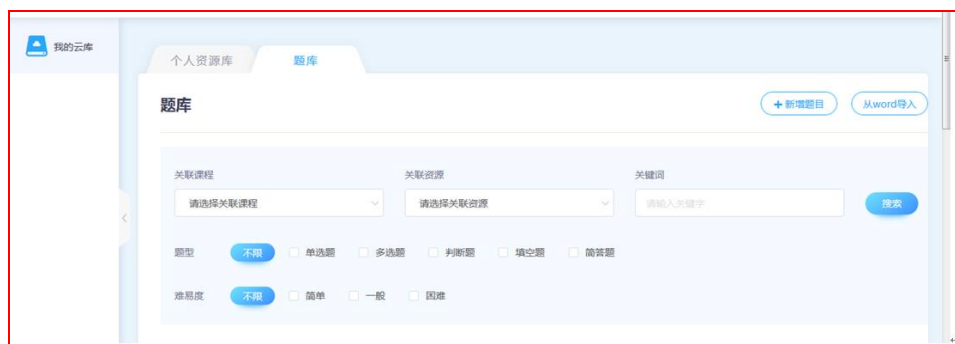 我的云库
个人资源库 题库
题库
+新增题目 从word导入
关联课程 关联资源 关键词
请选择关联课程 请选择关联资源 请输入关键字 搜索
题型 不限 单选题 多选题 判断题 填空题 简答题
难易度 不限 简单 一般 困难